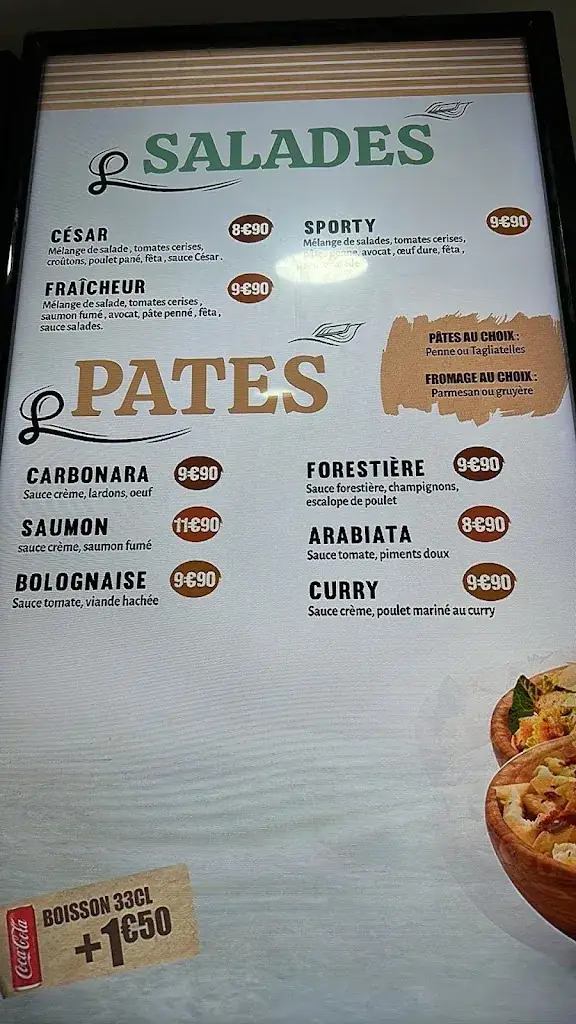 SALADES
CÉSAR 8€90
Mélange de salade, tomates cerises,
croûtons, poulet pané, fêta, sauce César.
FRAÎCHEUR 9€90
Mélange de salade, tomates cerises,
saumon fumé, avocat, pâte penné, fêta,
sauce salades.
SPORTY 9€90
Mélange de salades, tomates cerises,
avocat, œuf dure, fêta,
PATES
PÂTES AU CHOIX :
Penne ou Tagliatelles
FROMAGE AU CHOIX :
Parmesan ou gruyère
CARBONARA 9€90
Sauce crème, lardons, oeuf
SAUMON 11€90
sauce crème, saumon fumé
BOLOGNAISE 9€90
Sauce tomate, viande hachée
FORESTIÈRE 9€90
Sauce forestière, champignons,
escalope de poulet
ARABIATA 8€90
Sauce tomate, piments doux
CURRY 9€90
Sauce crème, poulet mariné au curry
Coca-Cola
BOISSON 33CL
+1€50